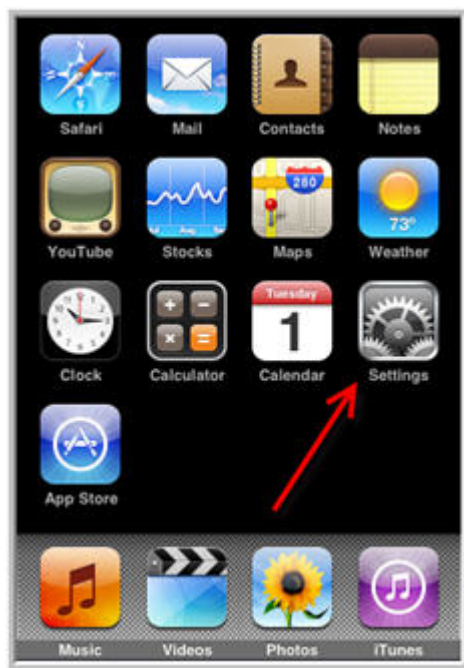 Safari Mail Contacts Notes
280
73°
YouTube Stocks Maps Weather
Tuesday
1
Clock Calculator Calendar Settings
App Store
Music Videos Photos iTunes